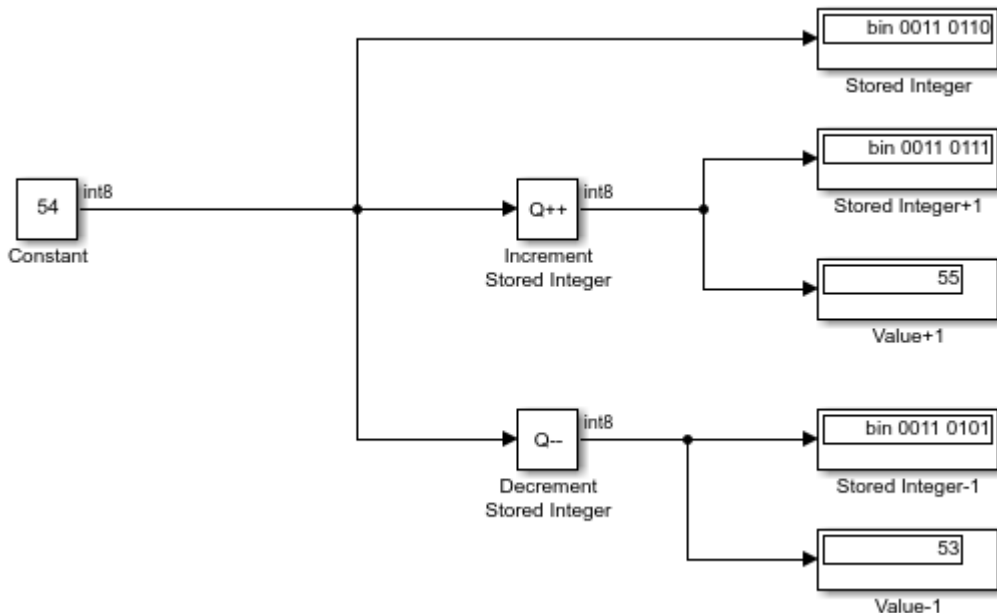 bin 0011 0110
Stored Integer
bin 0011 0111
Stored Integer+1
54
int8
Constant
Q++
int8
Increment
Stored Integer
55
Value+1
Q--
int8
Decrement
Stored Integer
bin 0011 0101
Stored Integer-1
53
Value-1